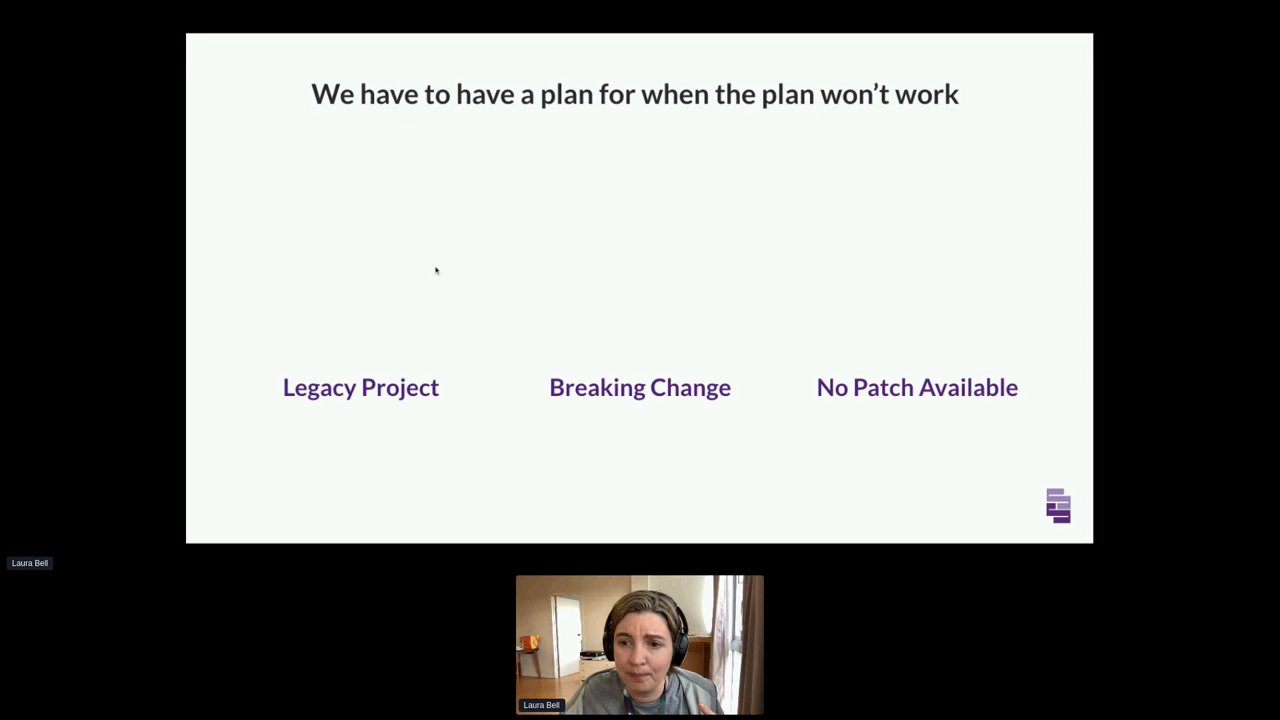 We have to have a plan for when the plan won’t work
Legacy Project
Breaking Change
No Patch Available
Laura Bell
Laura Bell